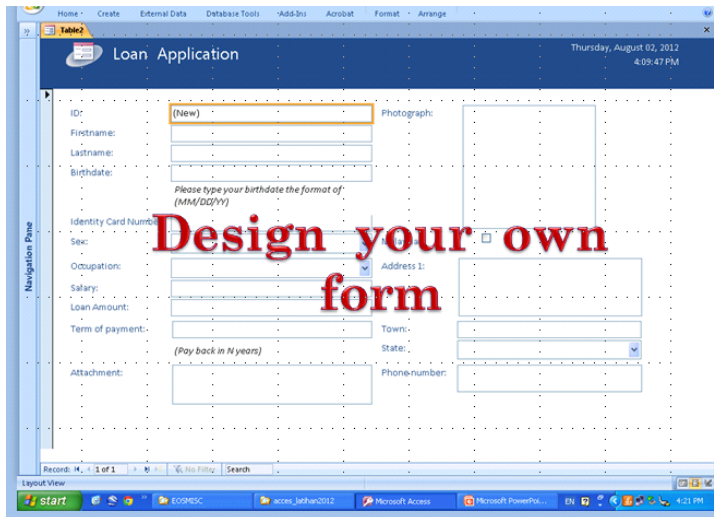 Home Create External Data Database Tools Add-Ins Acrobat Format Arrange
Table2
Loan Application
Thursday, August 02, 2012
4:09:47 PM
ID: (New) Photograph:
Firstname:
Lastname:
Birthdate:
Please type your birthdate the format of
(MM/DD/YY)
Identity Card Number
Navigation Pane
Sex:
Design your own
form
Occupation: Address 1:
Salary:
Loan Amount:
Term of payment: Town:
(Pay back in N years) State:
Attachment: Phone number:
Record: 1 of 1 No Filter Search
Layout View
start EOSMISC acces_latihan2012 Microsoft Access Microsoft PowerPoi... EN 4:21 PM